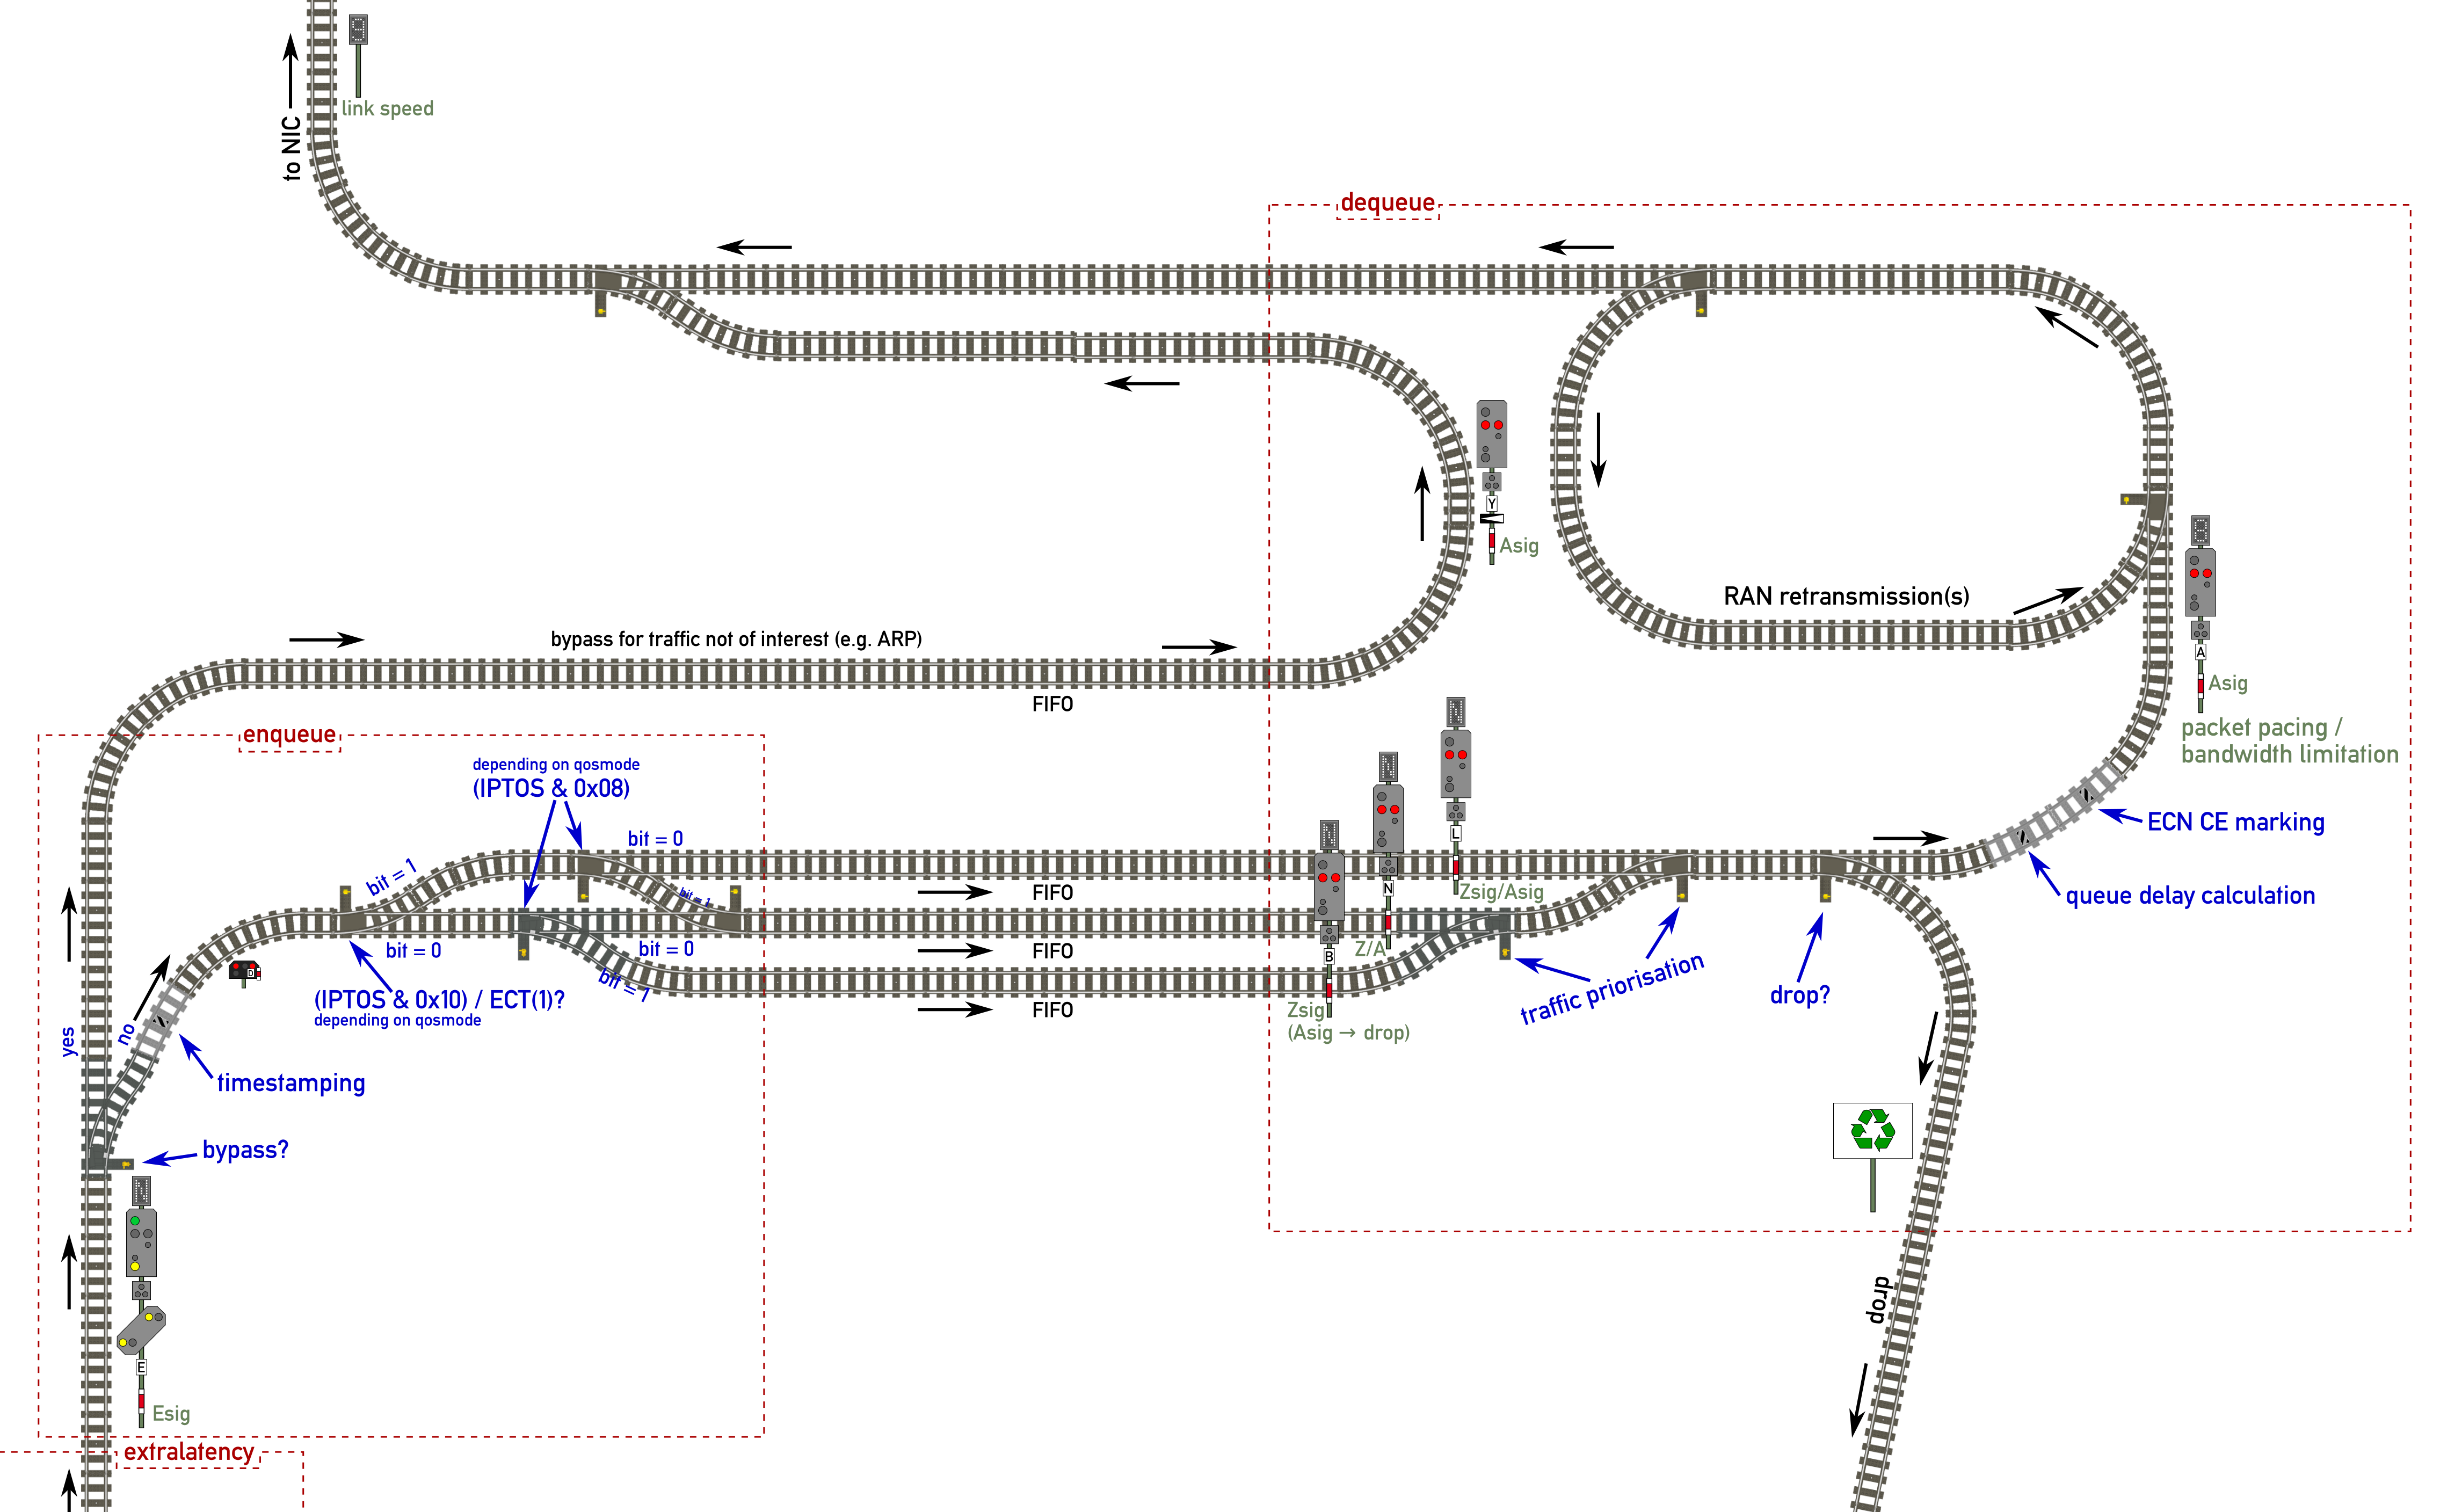 link speed
to NIC
dequeue
Y
Asig
RAN retransmission(s)
A
Asig
packet pacing /
bandwidth limitation
bypass for traffic not of interest (e.g. ARP)
FIFO
enqueue
depending on qosmode
(IPTOS & 0x08)
bit = 0
bit = 1
bit = 1
FIFO
L
Zsig/Asig
N
Z/A
ECN CE marking
queue delay calculation
bit = 0
bit = 0
FIFO
B
bit = 1
FIFO
Zsig
(Asig → drop)
traffic priorisation
drop?
D
(IPTOS & 0x10) / ECT(1)?
depending on qosmode
yes
no
timestamping
bypass?
E
Esig
drop
extralatency